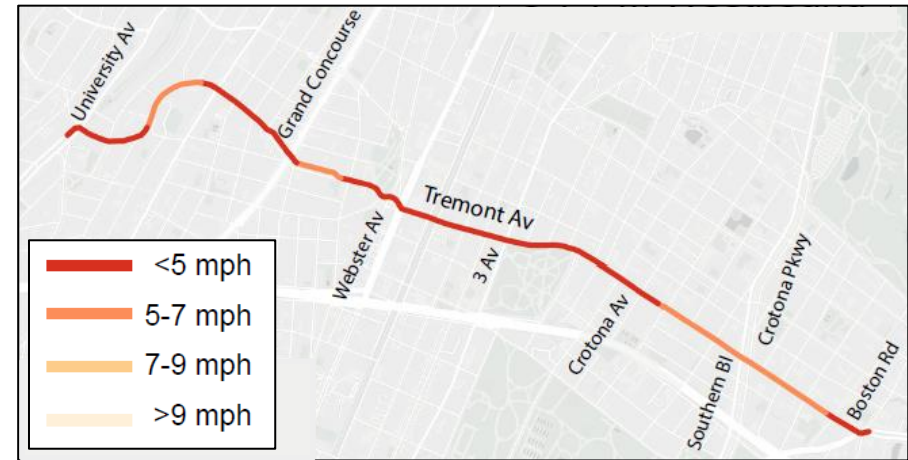 University Av
Grand Concourse
Tremont Av
Webster Av
3 Av
Crotona Av
Crotona Pkwy
Southern Bl
Boston Rd
<5 mph
5-7 mph
7-9 mph
>9 mph